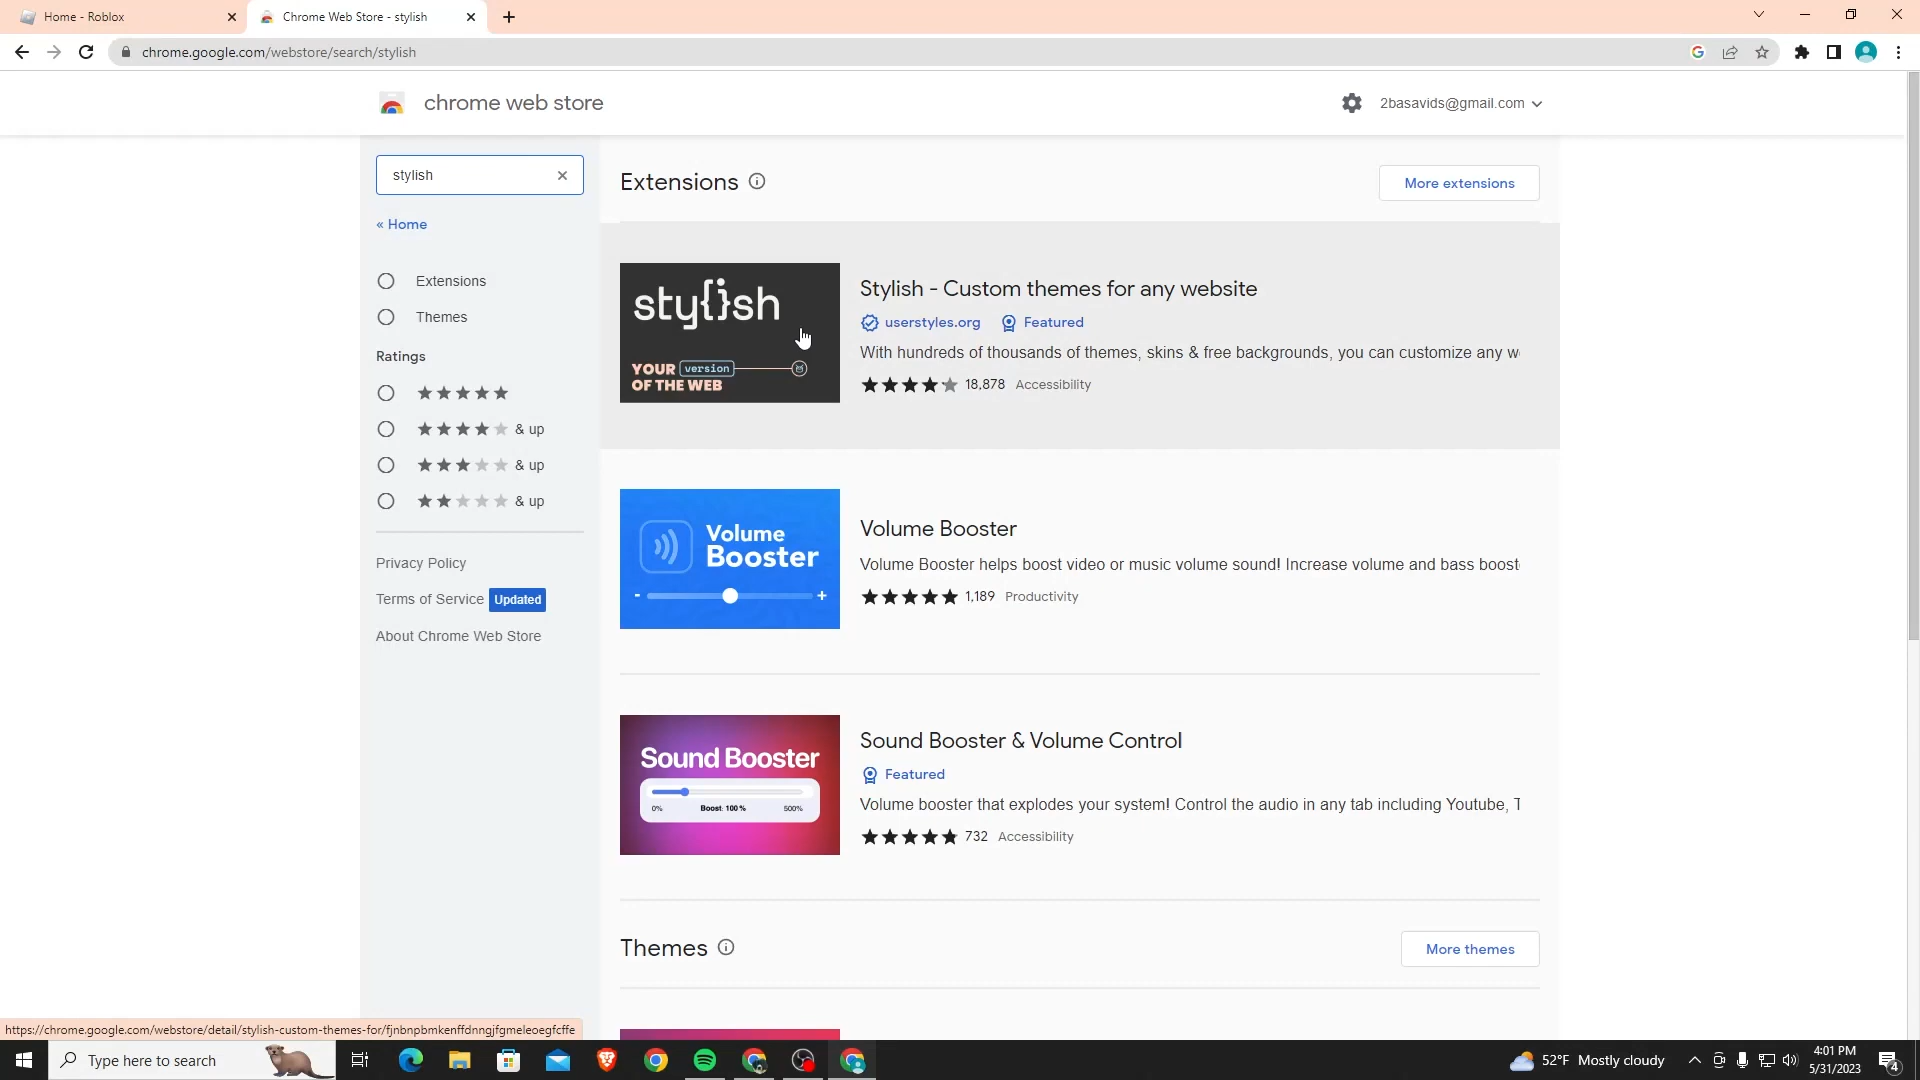 Home - Roblox
Chrome Web Store - stylish
chrome.google.com/webstore/search/stylish
chrome web store
2basavids@gmail.com
stylish
« Home
Extensions
Themes
Ratings
& up
& up
& up
Privacy Policy
Terms of Service Updated
About Chrome Web Store
Extensions
More extensions
sty{i}sh
YOUR version
OF THE WEB
Stylish - Custom themes for any website
userstyles.org Featured
With hundreds of thousands of themes, skins & free backgrounds, you can customize any w
18,878 Accessibility
Volume
Booster
- +
Volume Booster
Volume Booster helps boost video or music volume sound! Increase volume and bass boost
1,189 Productivity
Sound Booster
0% Boost: 100 % 500%
Sound Booster & Volume Control
Featured
Volume booster that explodes your system! Control the audio in any tab including Youtube, T
732 Accessibility
Themes
More themes
https://chrome.google.com/webstore/detail/stylish-custom-themes-for/fjnbnpbmkenffdnngjfgmeleoegfcffe
Type here to search
52°F Mostly cloudy
4:01 PM
5/31/2023
4